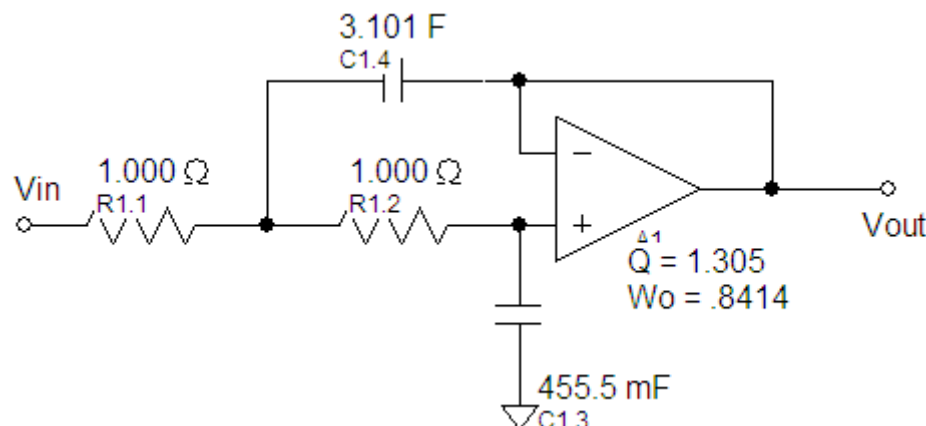 3.101 F
C1.4
1.000 Ω
R1.1
1.000 Ω
R1.2
Vin
−
+
A1
Q = 1.305
Wo = .8414
Vout
455.5 mF
C1.3